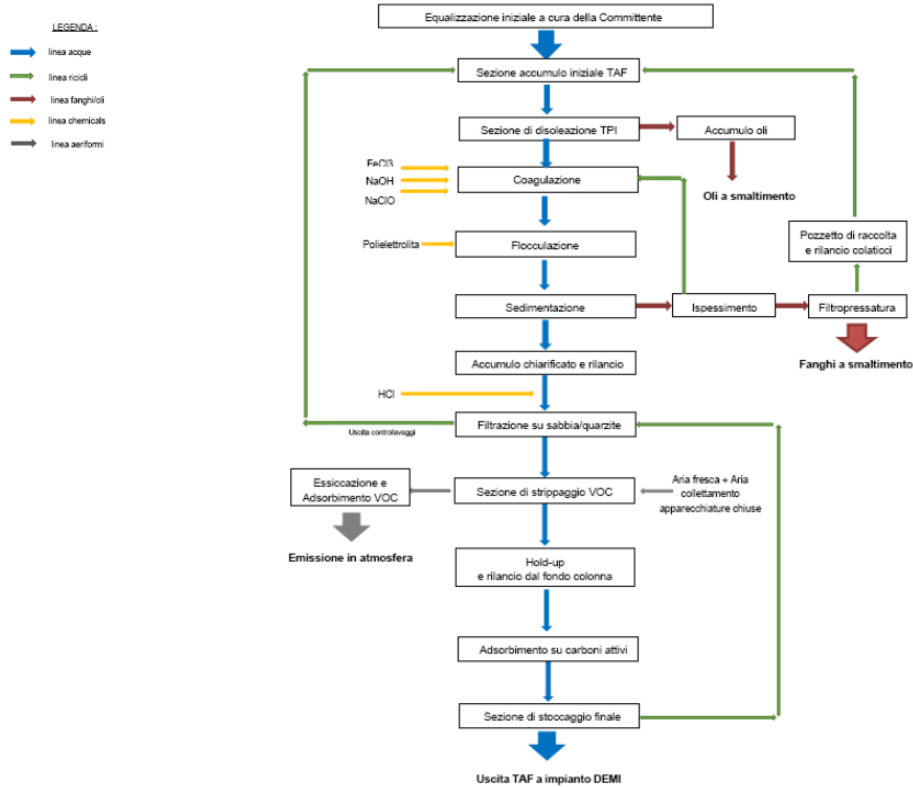 Equalizzazione iniziale a cura della Committente
LEGENDA :
linea acque
linea ricicli
linea fanghi/oli
linea chemicals
linea aeriformi
Sezione accumulo iniziale TAF
Sezione di disoleazione TPI
Accumulo oli
FeCl3
NaOH
NaClO
Coagulazione
Oli a smaltimento
Polielettrolita
Flocculazione
Pozzetto di raccolta
e rilancio colaticci
Sedimentazione
Ispessimento
Filtropressatura
Accumulo chiarificato e rilancio
Fanghi a smaltimento
HCl
Filtrazione su sabbia/quarzite
Uscita controlavaggi
Essiccazione e
Adsorbimento VOC
Sezione di strippaggio VOC
Aria fresca + Aria
collettamento
apparecchiature chiuse
Emissione in atmosfera
Hold-up
e rilancio dal fondo colonna
Adsorbimento su carboni attivi
Sezione di stoccaggio finale
Uscita TAF a impianto DEMI